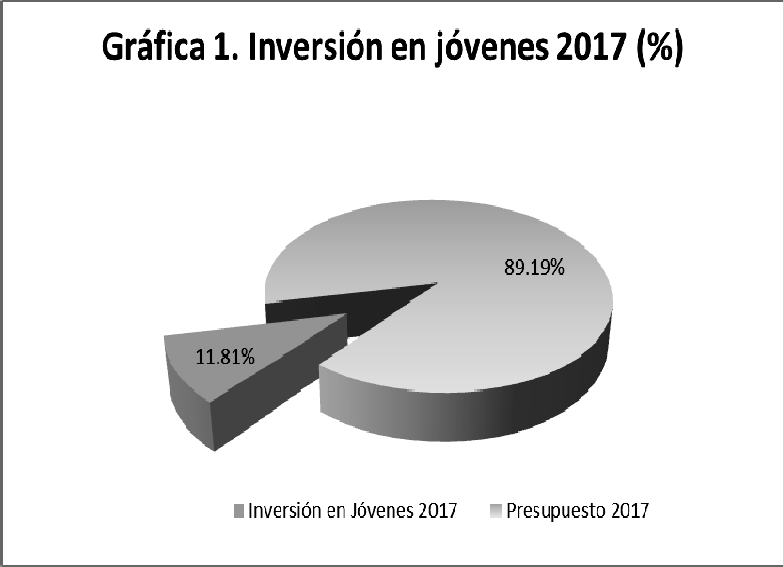 Gráfica 1. Inversión en jóvenes 2017 (%)
89.19%
11.81%
Inversión en Jóvenes 2017 Presupuesto 2017